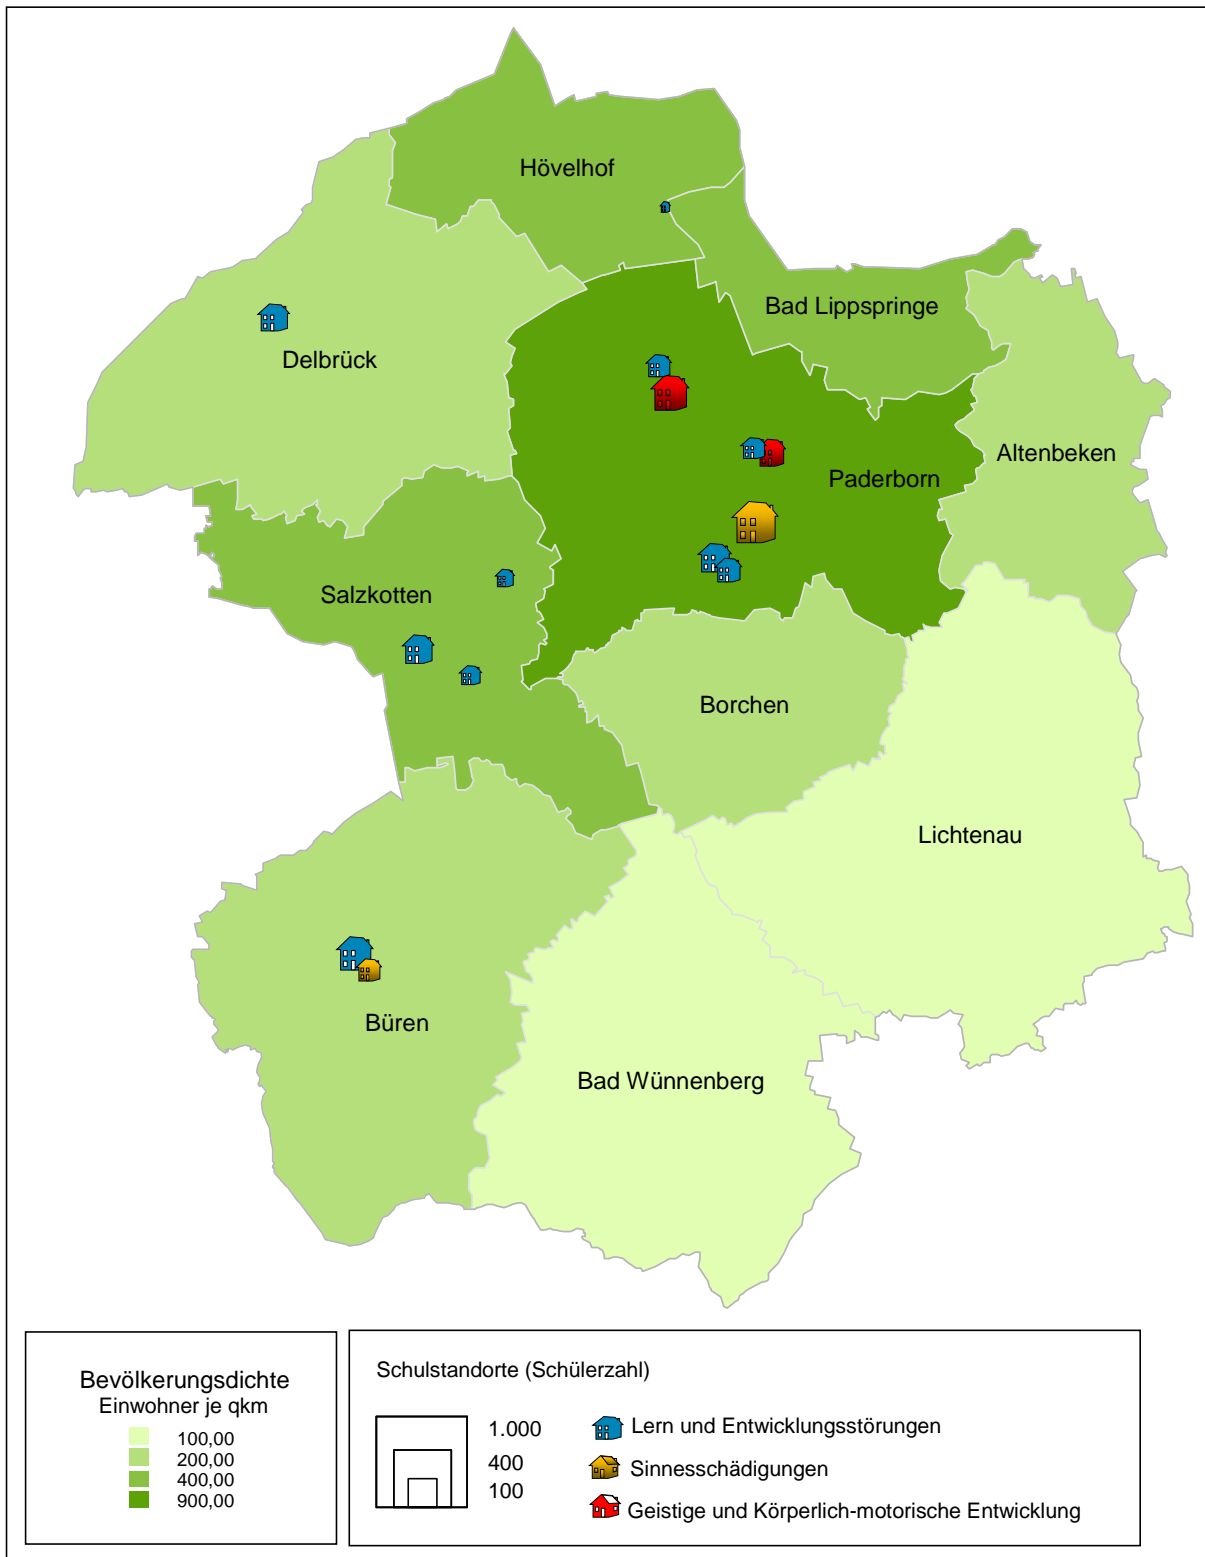 Hövelhof
Bad Lippspringe
Delbrück
Altenbeken
Paderborn
Salzkotten
Borchen
Lichtenau
Büren
Bad Wünnenberg
Bevölkerungsdichte
Einwohner je qkm
100,00
200,00
400,00
900,00
Schulstandorte (Schülerzahl)
1.000
400
100
Lern und Entwicklungsstörungen
Sinnesschädigungen
Geistige und Körperlich-motorische Entwicklung